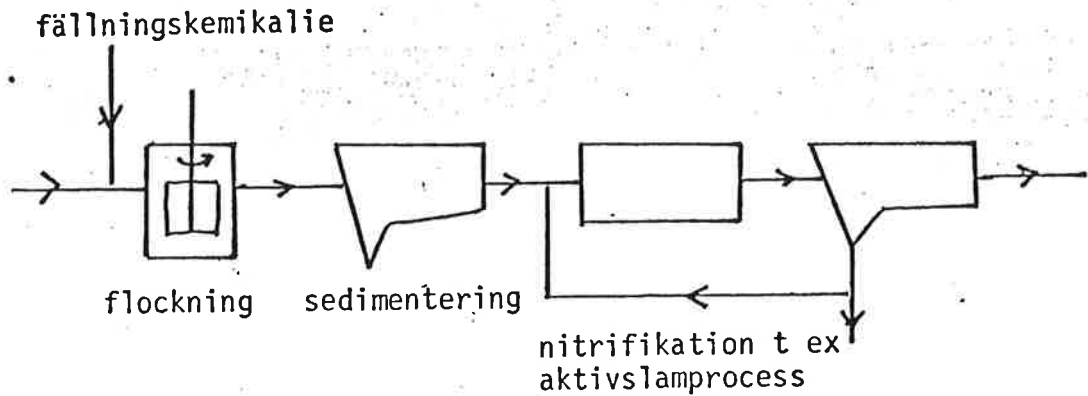 fällningskemikalie
flockning
sedimentering
nitrifikation t ex
aktivslamprocess